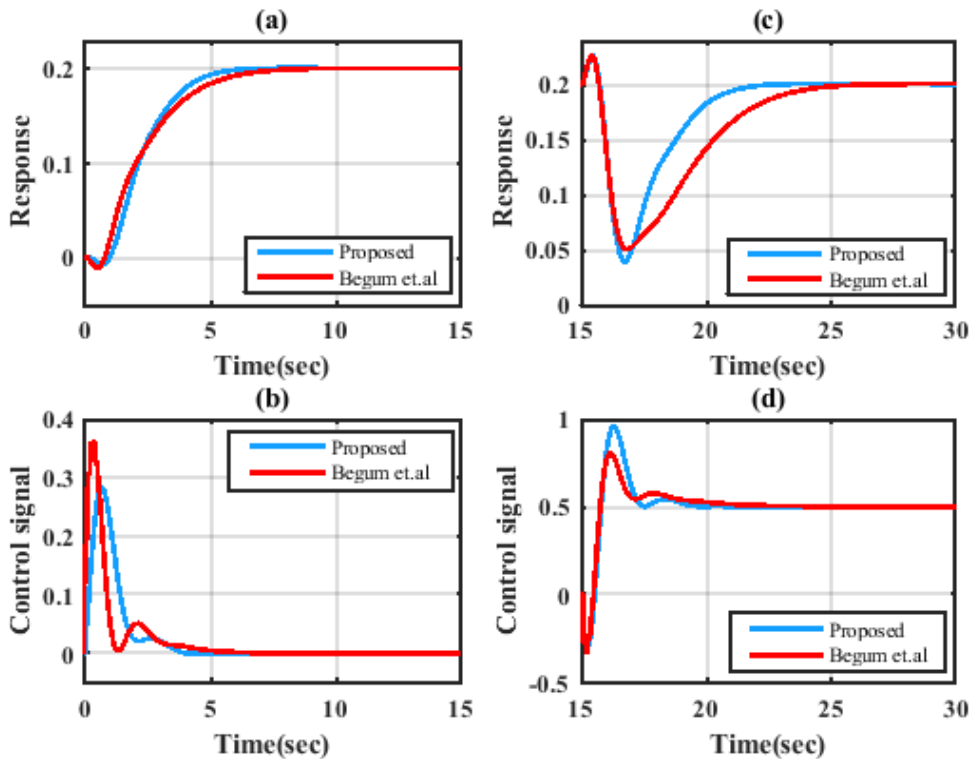 (a)
Response
0.2
0.1
0
Proposed
Begum et.al
0
5
10
15
Time(sec)
(c)
Response
0.2
0.15
0.1
0.05
0
Proposed
Begum et.al
15
20
25
30
Time(sec)
(b)
Control signal
0.4
0.3
0.2
0.1
0
Proposed
Begum et.al
0
5
10
15
Time(sec)
(d)
Control signal
1
0.5
0
-0.5
Proposed
Begum et.al
15
20
25
30
Time(sec)